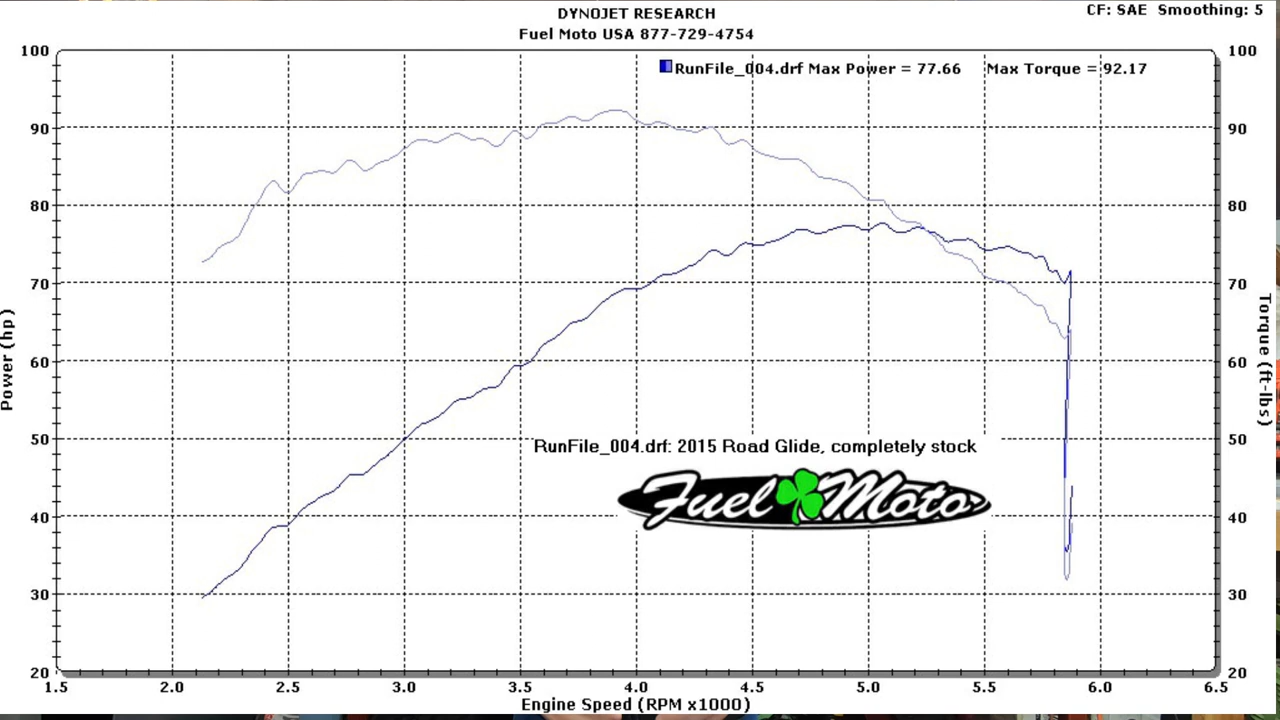 DYNOJET RESEARCH
CF: SAE Smoothing: 5
Fuel Moto USA 877-729-4754
RunFile_004.drf Max Power = 77.66 Max Torque = 92.17
100 100
90 90
80 80
70 70
60 60
50 50
40 40
30 30
20 20
Power (hp)
Torque (ft-lbs)
RunFile_004.drf: 2015 Road Glide, completely stock
Fuel Moto
1.5 2.0 2.5 3.0 3.5 4.0 4.5 5.0 5.5 6.0 6.5
Engine Speed (RPM x1000)